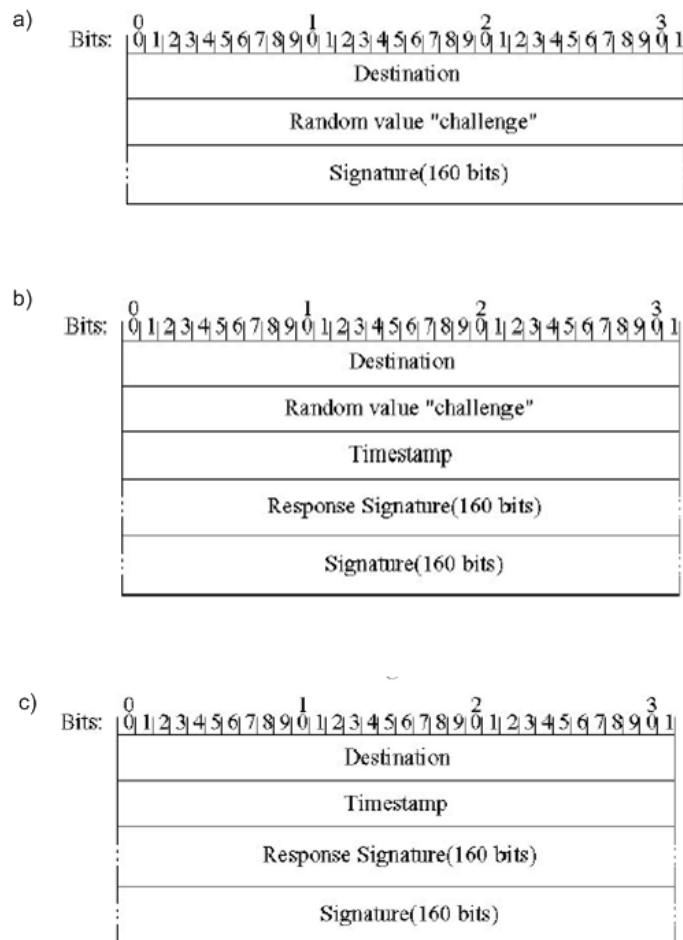 a)
0 1 2 3
Bits: 0 1 2 3 4 5 6 7 8 9 0 1 2 3 4 5 6 7 8 9 0 1 2 3 4 5 6 7 8 9 0 1
Destination
Random value "challenge"
Signature(160 bits)
b)
0 1 2 3
Bits: 0 1 2 3 4 5 6 7 8 9 0 1 2 3 4 5 6 7 8 9 0 1 2 3 4 5 6 7 8 9 0 1
Destination
Random value "challenge"
Timestamp
Response Signature(160 bits)
Signature(160 bits)
c)
0 1 2 3
Bits: 0 1 2 3 4 5 6 7 8 9 0 1 2 3 4 5 6 7 8 9 0 1 2 3 4 5 6 7 8 9 0 1
Destination
Timestamp
Response Signature(160 bits)
Signature(160 bits)